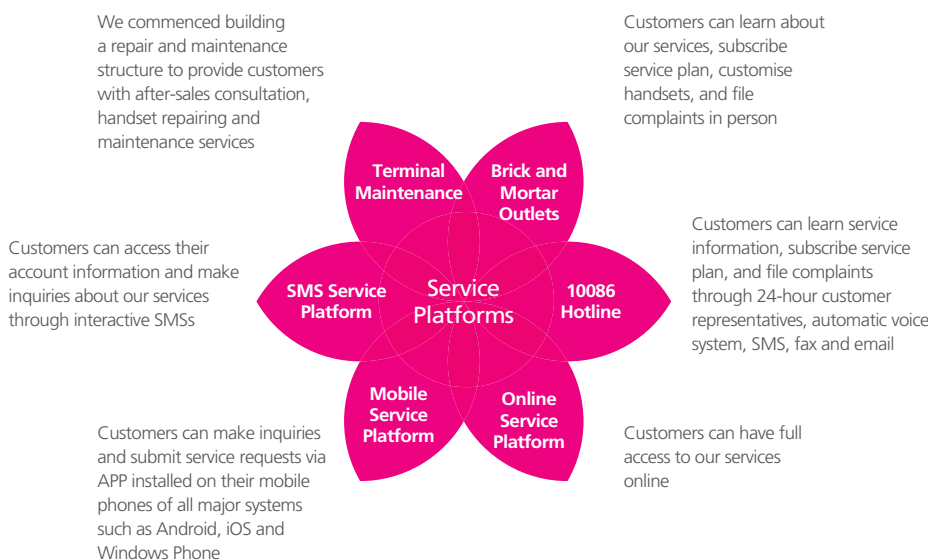 We commenced building
a repair and maintenance
structure to provide customers
with after-sales consultation,
handset repairing and
maintenance services
Customers can learn about
our services, subscribe
service plan, customise
handsets, and file
complaints in person
Terminal
Maintenance
Brick and
Mortar
Outlets
Customers can access their
account information and make
inquiries about our services
through interactive SMSs
SMS Service
Platform
Service
Platforms
10086
Hotline
Customers can learn service
information, subscribe service
plan, and file complaints
through 24-hour customer
representatives, automatic voice
system, SMS, fax and email
Mobile
Service
Platform
Online
Service
Platform
Customers can make inquiries
and submit service requests via
APP installed on their mobile
phones of all major systems
such as Android, iOS and
Windows Phone
Customers can have full
access to our services
online